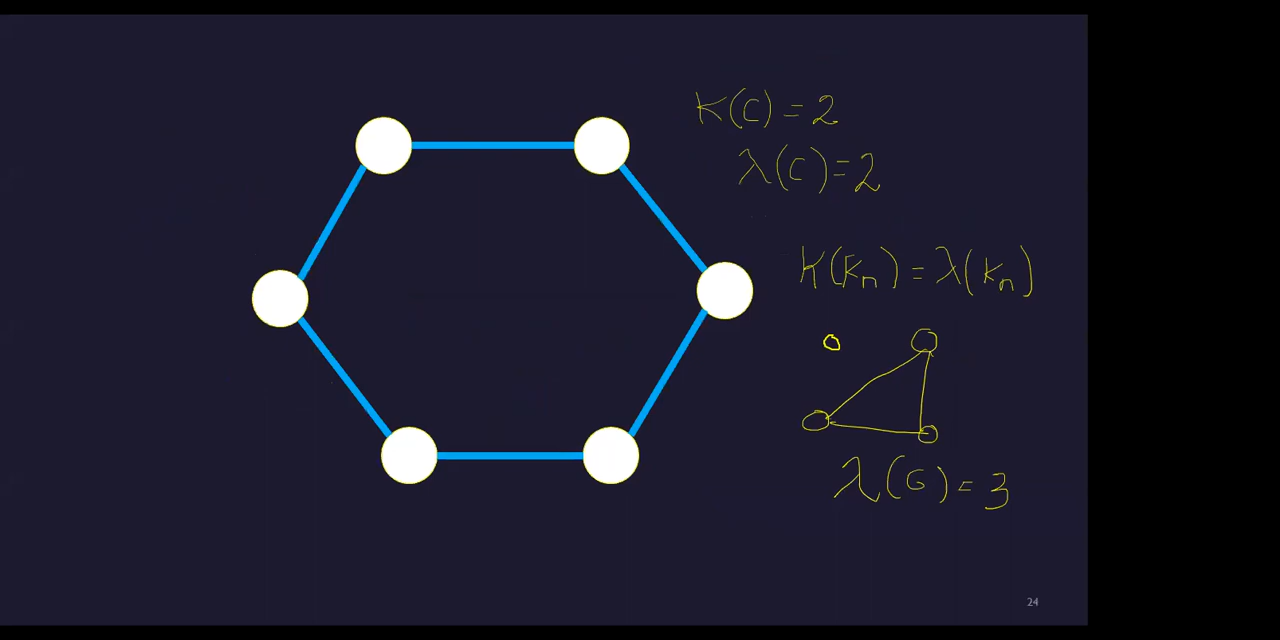 K(C) = 2
λ(C) = 2
K(Kn) = λ(Kn)
λ(G) = 3
24